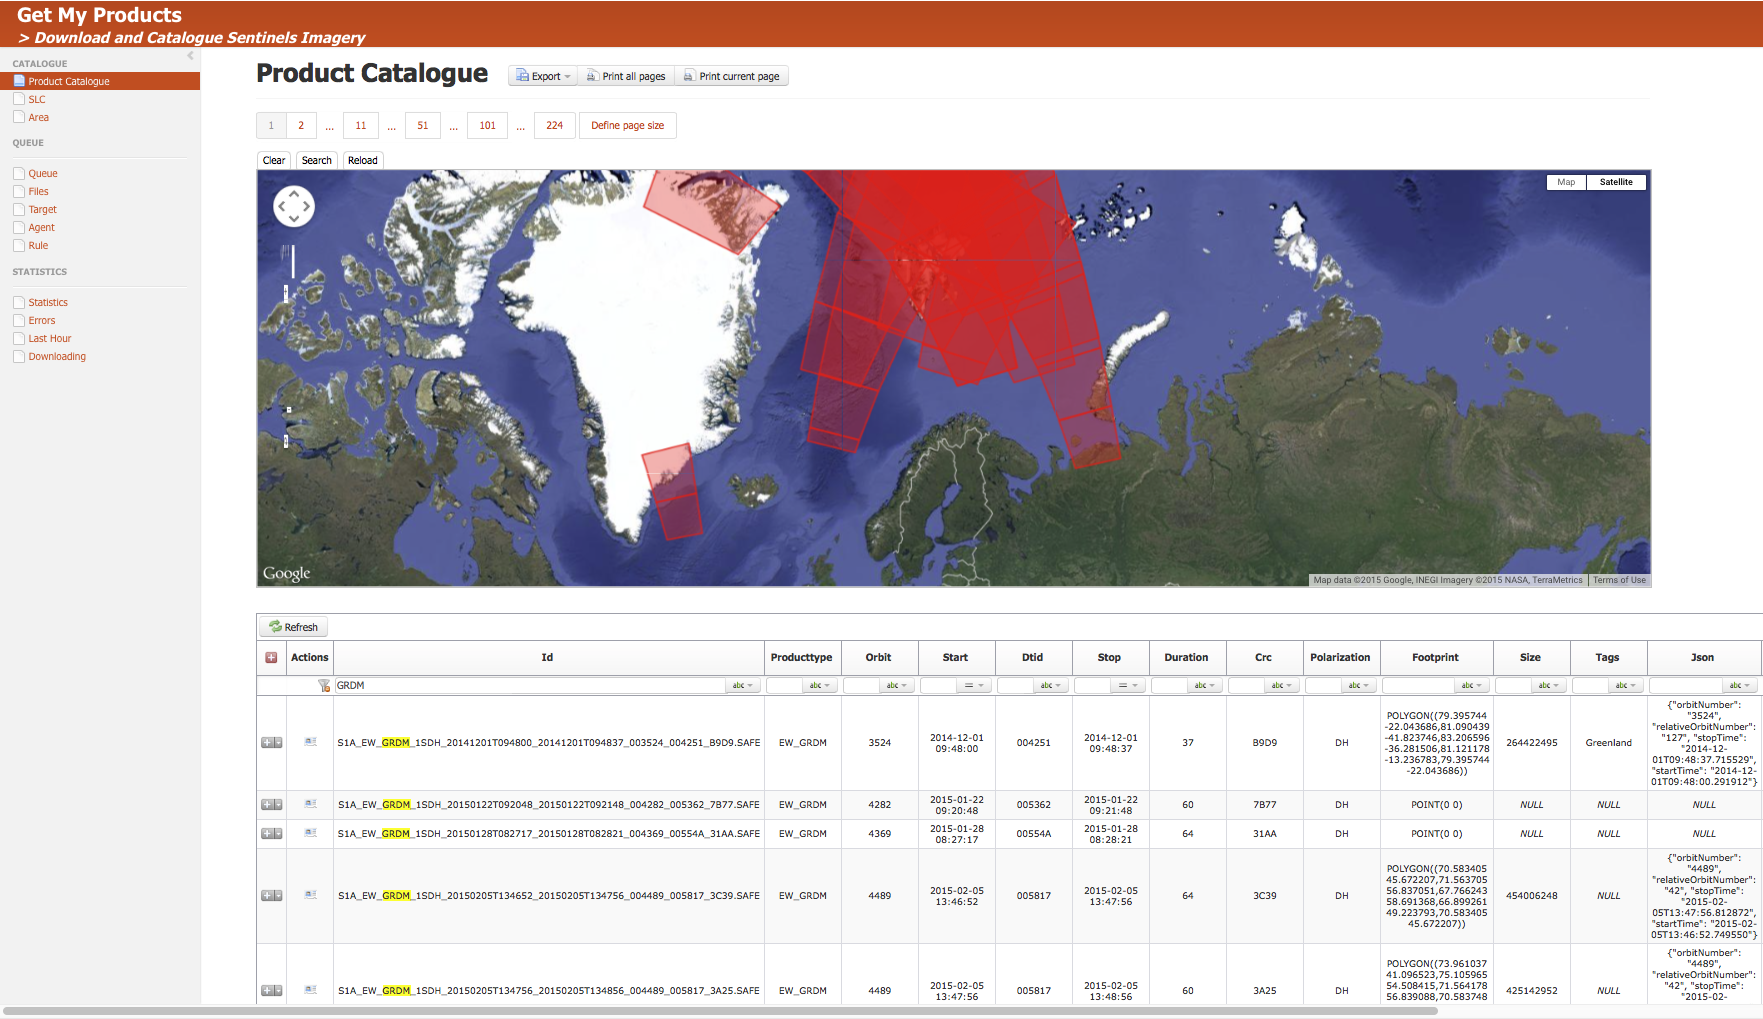 Get My Products
> Download and Catalogue Sentinels Imagery
CATALOGUE
Product Catalogue
SLC
Area
QUEUE
Queue
Files
Target
Agent
Rule
STATISTICS
Statistics
Errors
Last Hour
Downloading
Product Catalogue
Export
Print all pages
Print current page
1 2 ... 11 ... 51 ... 101 ... 224 Define page size
Clear Search Reload
Map Satellite
Google
Map data ©2015 Google, INEGI Imagery ©2015 NASA, TerraMetrics Terms of Use
Refresh
Actions Id Producttype Orbit Start Dtid Stop Duration Crc Polarization Footprint Size Tags Json
GRDM abc abc abc = abc = abc abc abc abc abc abc abc
S1A_EW_GRDM_1SDH_20141201T094800_20141201T094837_003524_004251_B9D9.SAFE EW_GRDM 3524 2014-12-01 09:48:00 004251 2014-12-01 09:48:37 37 B9D9 DH
POLYGON((79.395744
-22.043686,81.090439
-41.823746,83.206596
-36.281506,81.121178
-13.236783,79.395744
-22.043686))
264422495 Greenland
{"orbitNumber":
"3524",
"relativeOrbitNumber":
"127", "stopTime":
"2014-12-
01T09:48:37.715529",
"startTime": "2014-12-
01T09:48:00.291912"}
S1A_EW_GRDM_1SDH_20150122T092048_20150122T092148_004282_005362_7B77.SAFE EW_GRDM 4282 2015-01-22 09:20:48 005362 2015-01-22 09:21:48 60 7B77 DH POINT(0 0) NULL NULL NULL
S1A_EW_GRDM_1SDH_20150128T082717_20150128T082821_004369_00554A_31AA.SAFE EW_GRDM 4369 2015-01-28 08:27:17 00554A 2015-01-28 08:28:21 64 31AA DH POINT(0 0) NULL NULL NULL
S1A_EW_GRDM_1SDH_20150205T134652_20150205T134756_004489_005817_3C39.SAFE EW_GRDM 4489 2015-02-05 13:46:52 005817 2015-02-05 13:47:56 64 3C39 DH
POLYGON((70.583405
45.672207,71.563705
56.837051,67.766243
58.691368,66.899261
49.223793,70.583405
45.672207))
454006248 NULL
{"orbitNumber":
"4489",
"relativeOrbitNumber":
"42", "stopTime":
"2015-02-
05T13:47:56.812872",
"startTime": "2015-02-
05T13:46:52.749550"}
S1A_EW_GRDM_1SDH_20150205T134756_20150205T134856_004489_005817_3A25.SAFE EW_GRDM 4489 2015-02-05 13:47:56 005817 2015-02-05 13:48:56 60 3A25 DH
POLYGON((73.961037
41.096523,75.105965
54.508415,71.564178
56.839088,70.583748
425142952 NULL
{"orbitNumber":
"4489",
"relativeOrbitNumber":
"42", "stopTime":
"2015-02-